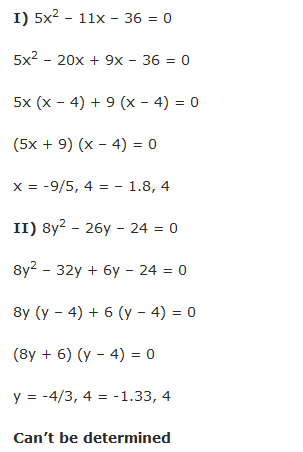 I) 5x² – 11x – 36 = 0
5x² – 20x + 9x – 36 = 0
5x (x – 4) + 9 (x – 4) = 0
(5x + 9) (x – 4) = 0
x = -9/5, 4 = – 1.8, 4
II) 8y² – 26y – 24 = 0
8y² – 32y + 6y – 24 = 0
8y (y – 4) + 6 (y – 4) = 0
(8y + 6) (y – 4) = 0
y = -4/3, 4 = -1.33, 4
Can’t be determined